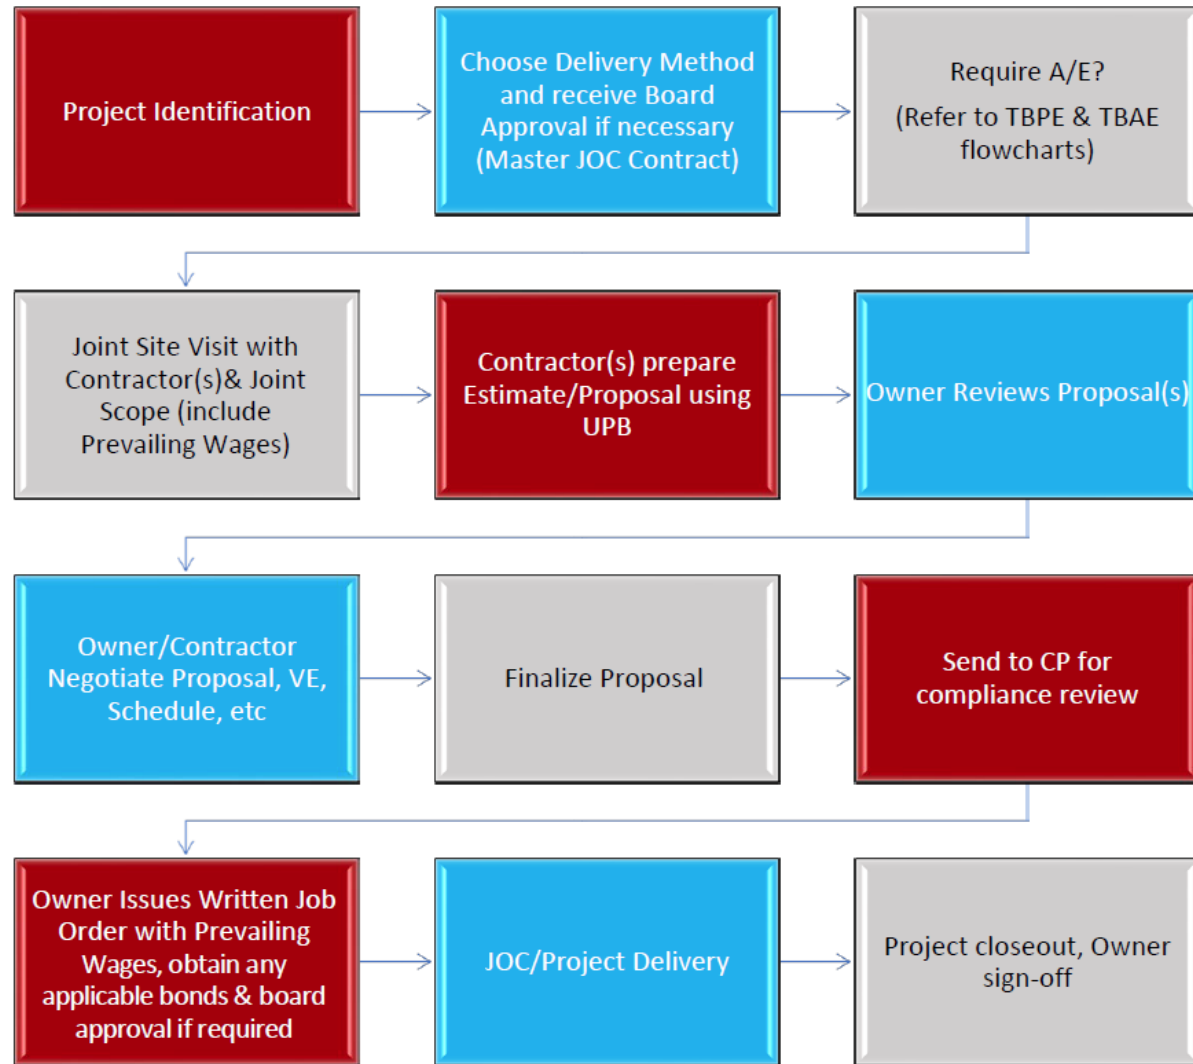 Project Identification
Choose Delivery Method
and receive Board
Approval if necessary
(Master JOC Contract)
Require A/E?
(Refer to TBPE & TBAE
flowcharts)
Joint Site Visit with
Contractor(s)& Joint
Scope (include
Prevailing Wages)
Contractor(s) prepare
Estimate/Proposal using
UPB
Owner Reviews Proposal(s)
Owner/Contractor
Negotiate Proposal, VE,
Schedule, etc
Finalize Proposal
Send to CP for
compliance review
Owner Issues Written Job
Order with Prevailing
Wages, obtain any
applicable bonds & board
approval if required
JOC/Project Delivery
Project closeout, Owner
sign-off